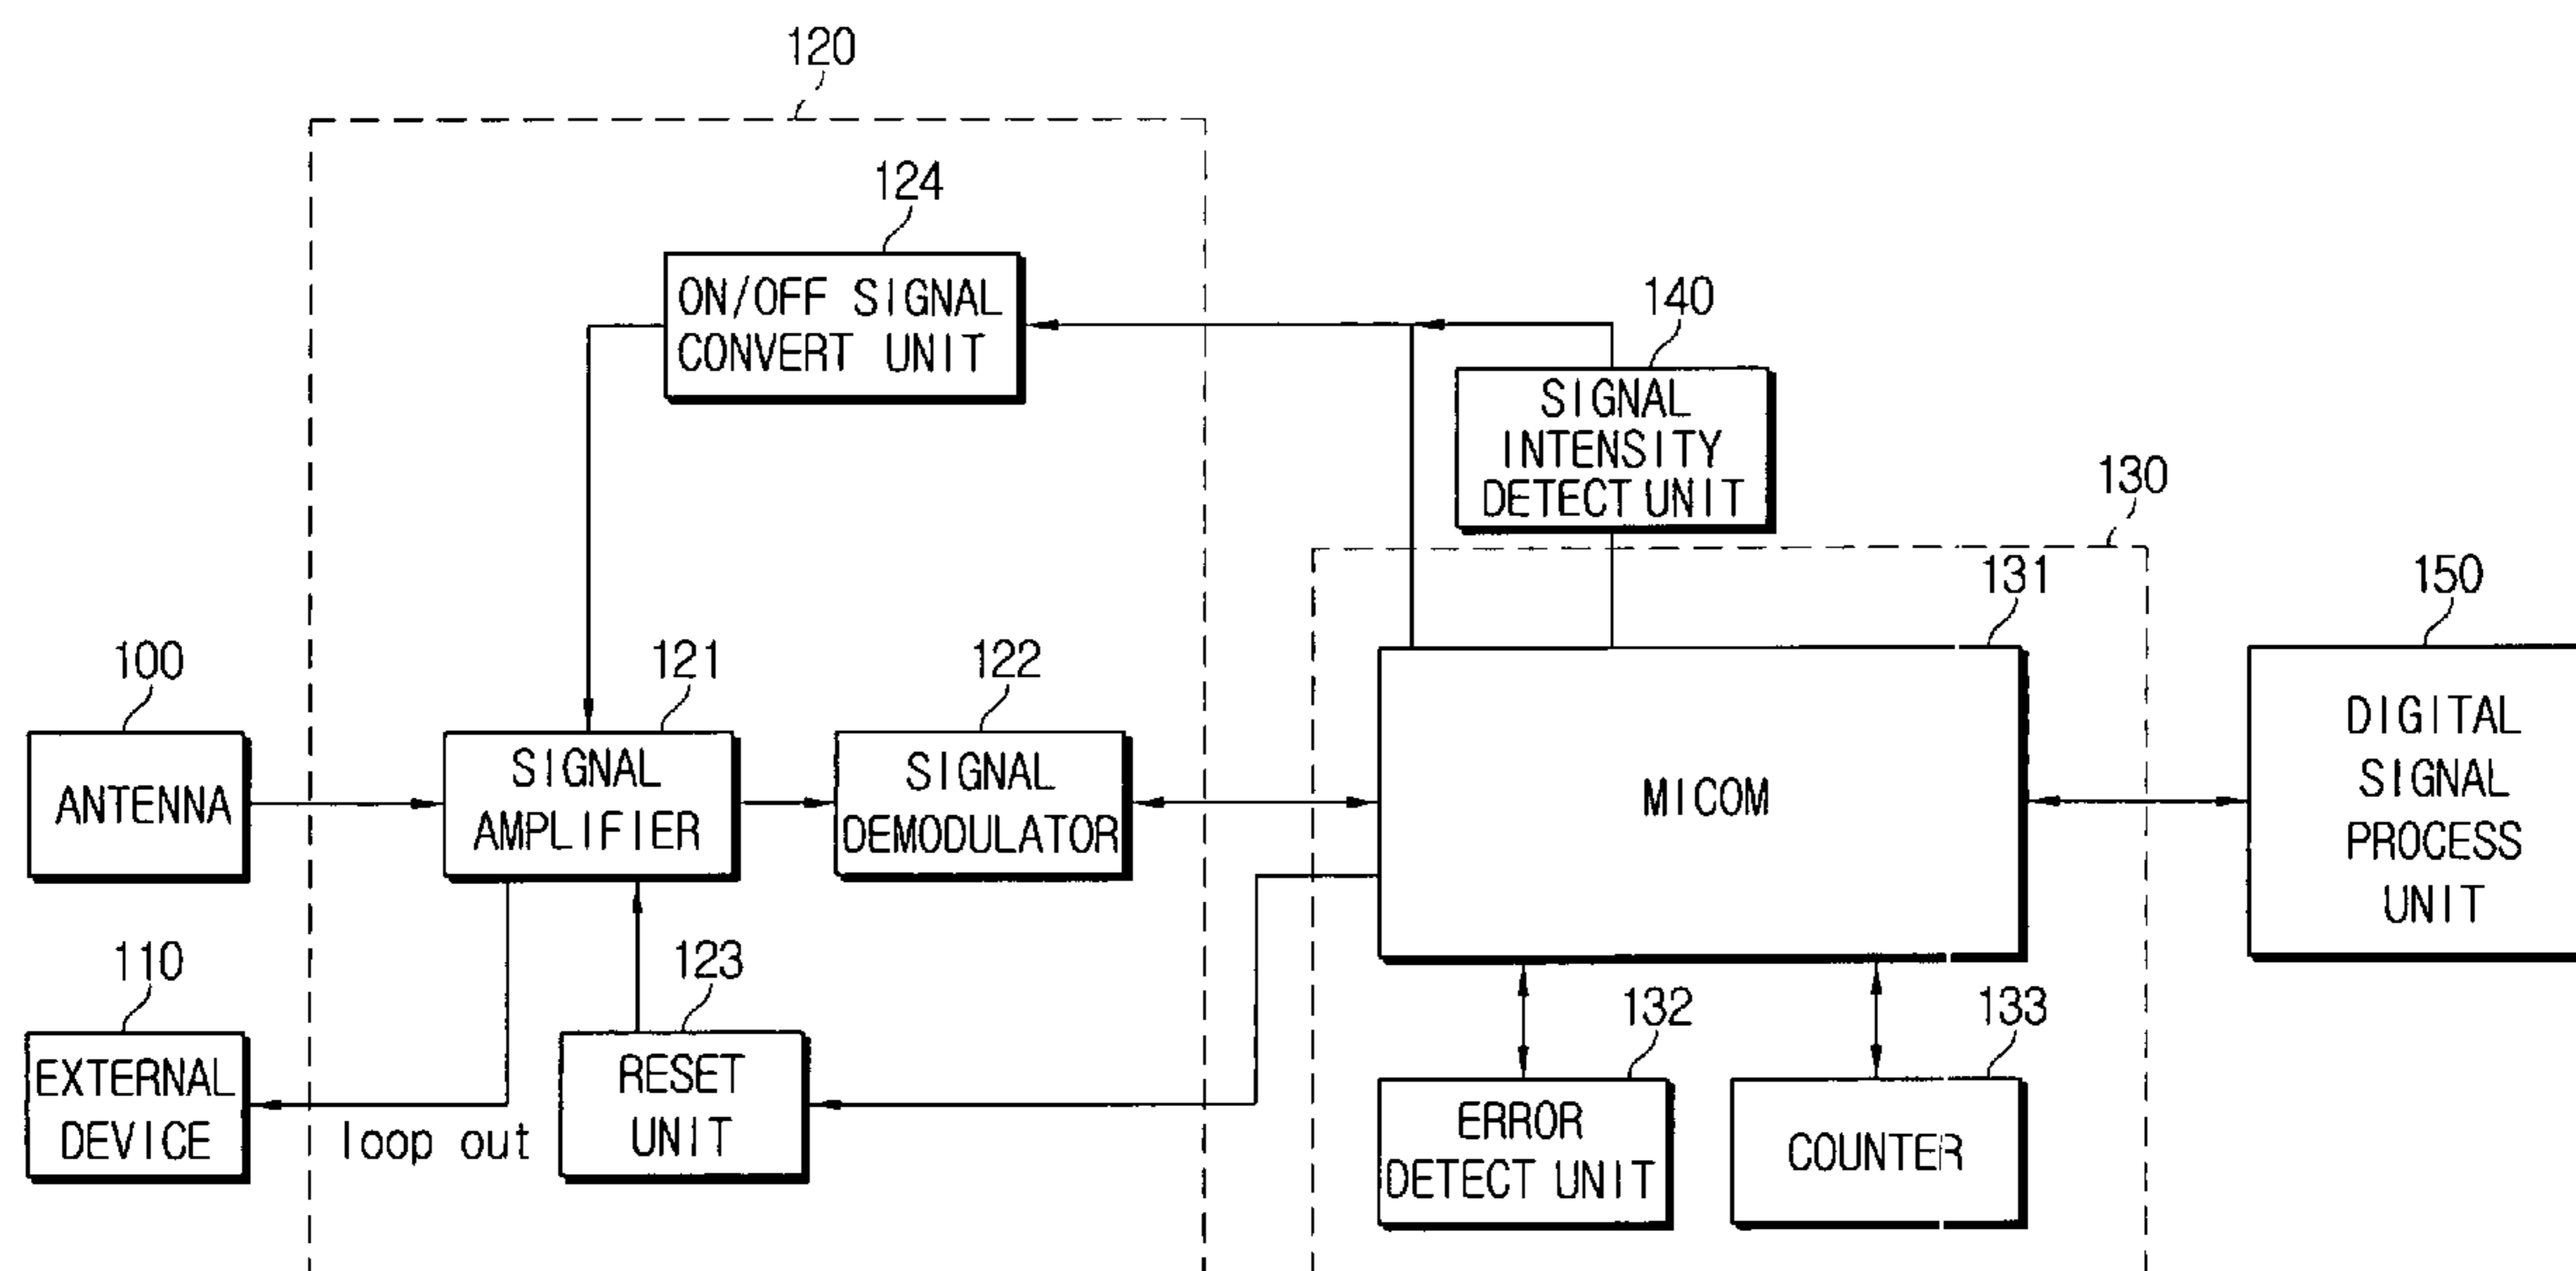 120
124
ON/OFF SIGNAL
CONVERT UNIT
140
SIGNAL
INTENSITY
DETECT UNIT
130
131
150
100
121
122
ANTENNA
SIGNAL
AMPLIFIER
SIGNAL
DEMODULATOR
MICOM
DIGITAL
SIGNAL
PROCESS
UNIT
110
123
132
133
EXTERNAL
DEVICE
loop out
RESET
UNIT
ERROR
DETECT UNIT
COUNTER